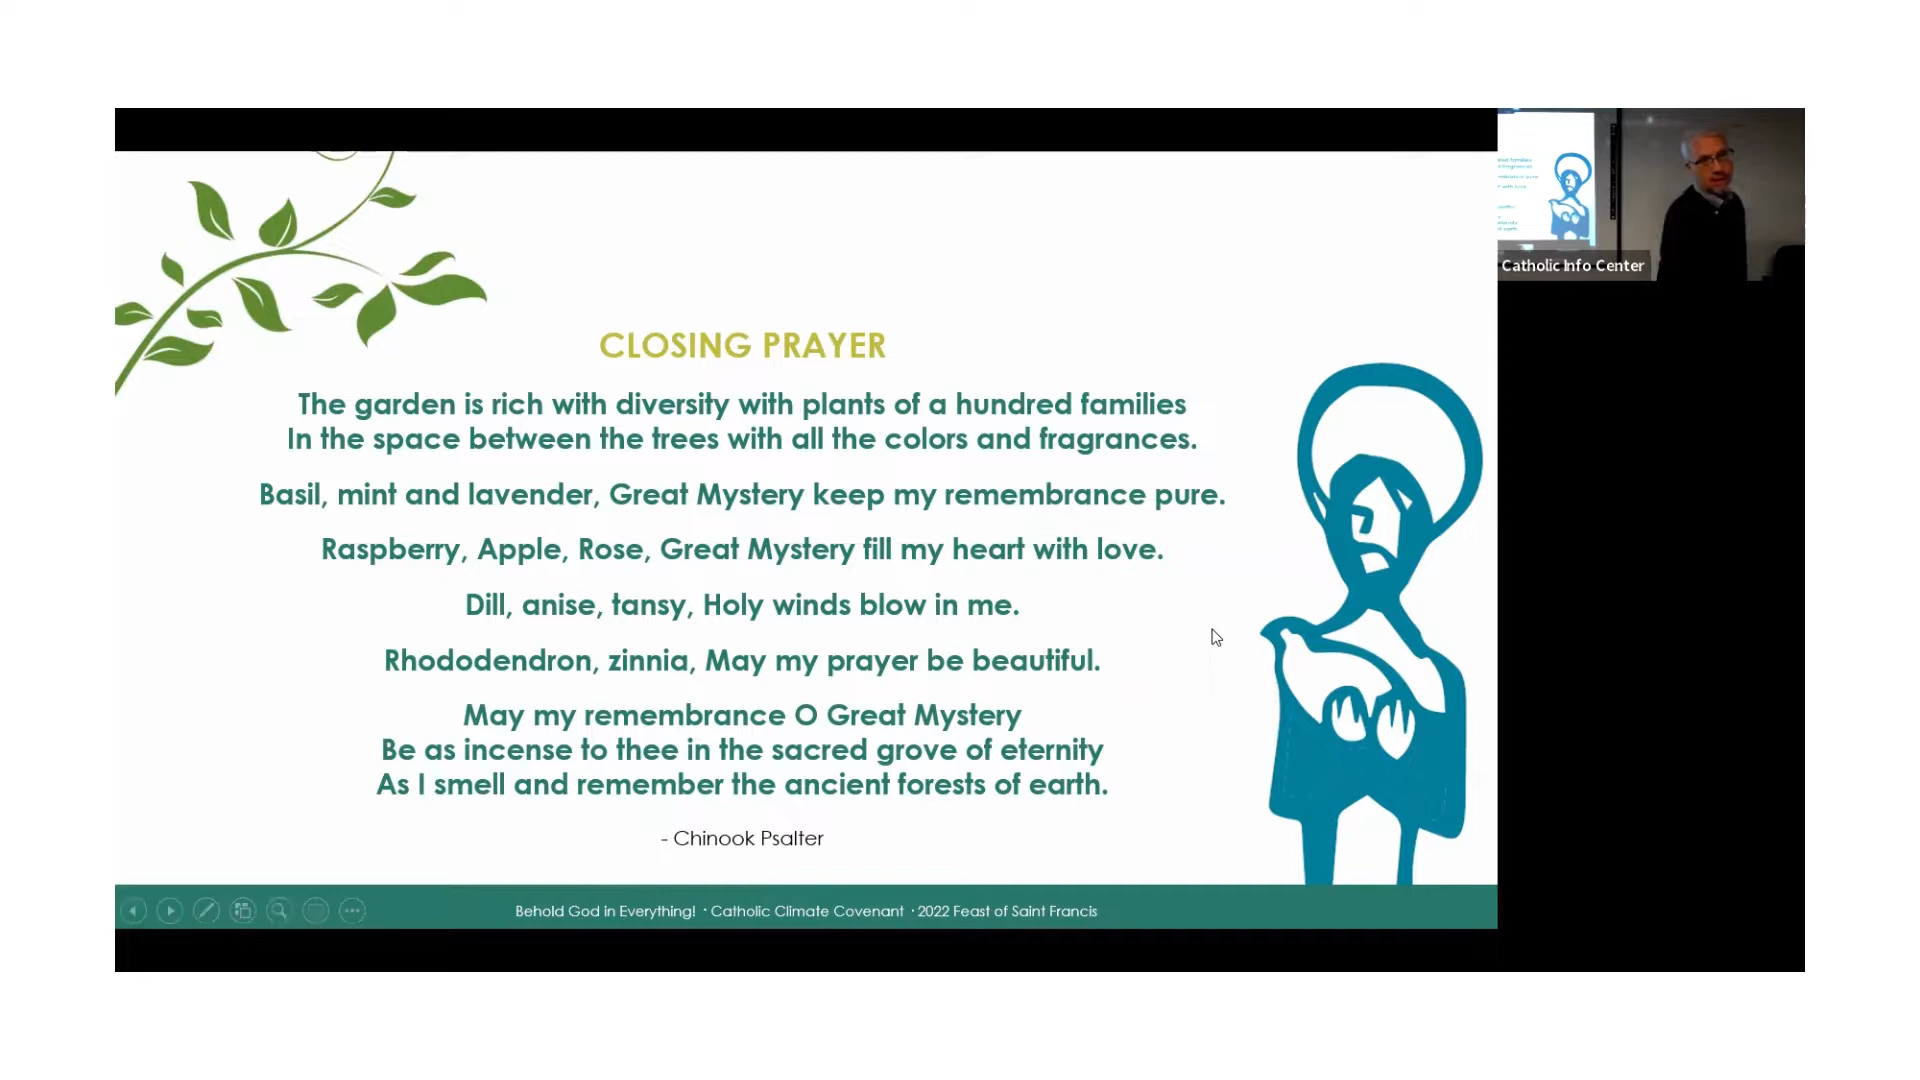 CLOSING PRAYER
The garden is rich with diversity with plants of a hundred families
In the space between the trees with all the colors and fragrances.
Basil, mint and lavender, Great Mystery keep my remembrance pure.
Raspberry, Apple, Rose, Great Mystery fill my heart with love.
Dill, anise, tansy, Holy winds blow in me.
Rhododendron, zinnia, May my prayer be beautiful.
May my remembrance O Great Mystery
Be as incense to thee in the sacred grove of eternity
As I smell and remember the ancient forests of earth.
- Chinook Psalter
Behold God in Everything! · Catholic Climate Covenant · 2022 Feast of Saint Francis
Catholic Info Center